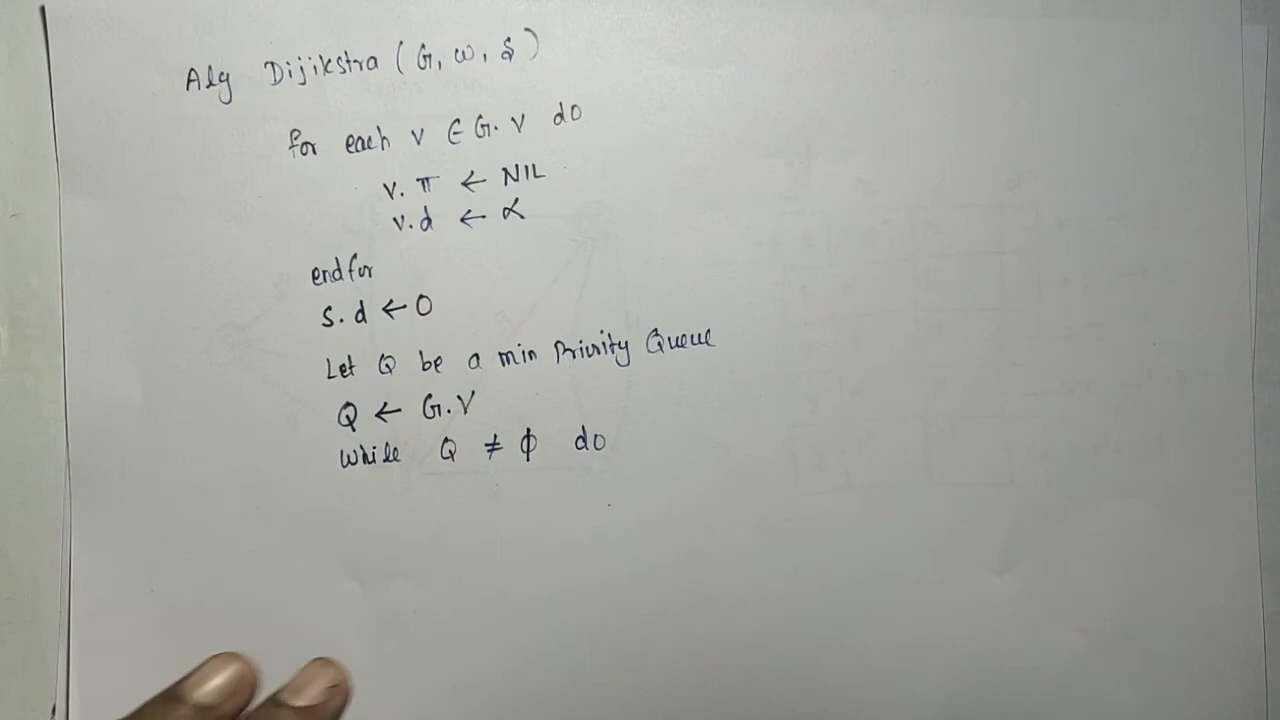 Alg Dijikstra (G, w, s)
for each v ∈ G.V do
v.π ← NIL
v.d ← α
endfor
s.d ← 0
Let Q be a min Priority Queue
Q ← G.V
while Q ≠ ϕ do